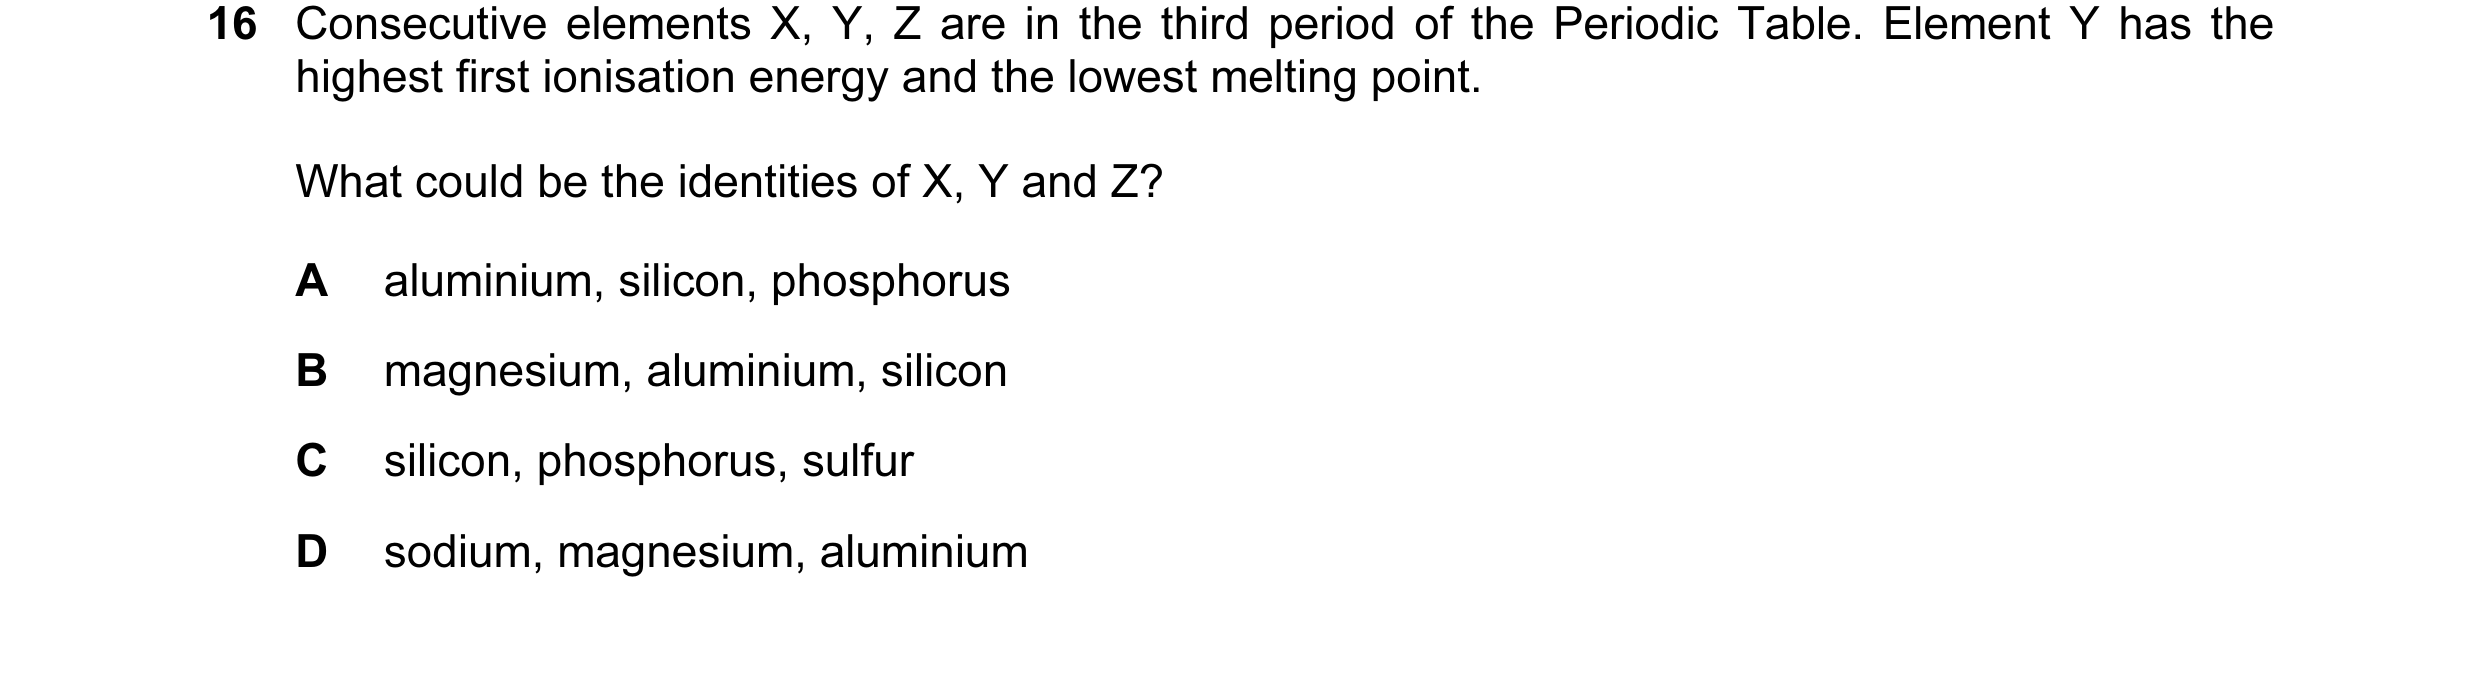 16 Consecutive elements X, Y, Z are in the third period of the Periodic Table. Element Y has the
highest first ionisation energy and the lowest melting point.
What could be the identities of X, Y and Z?
A aluminium, silicon, phosphorus
B magnesium, aluminium, silicon
C silicon, phosphorus, sulfur
D sodium, magnesium, aluminium